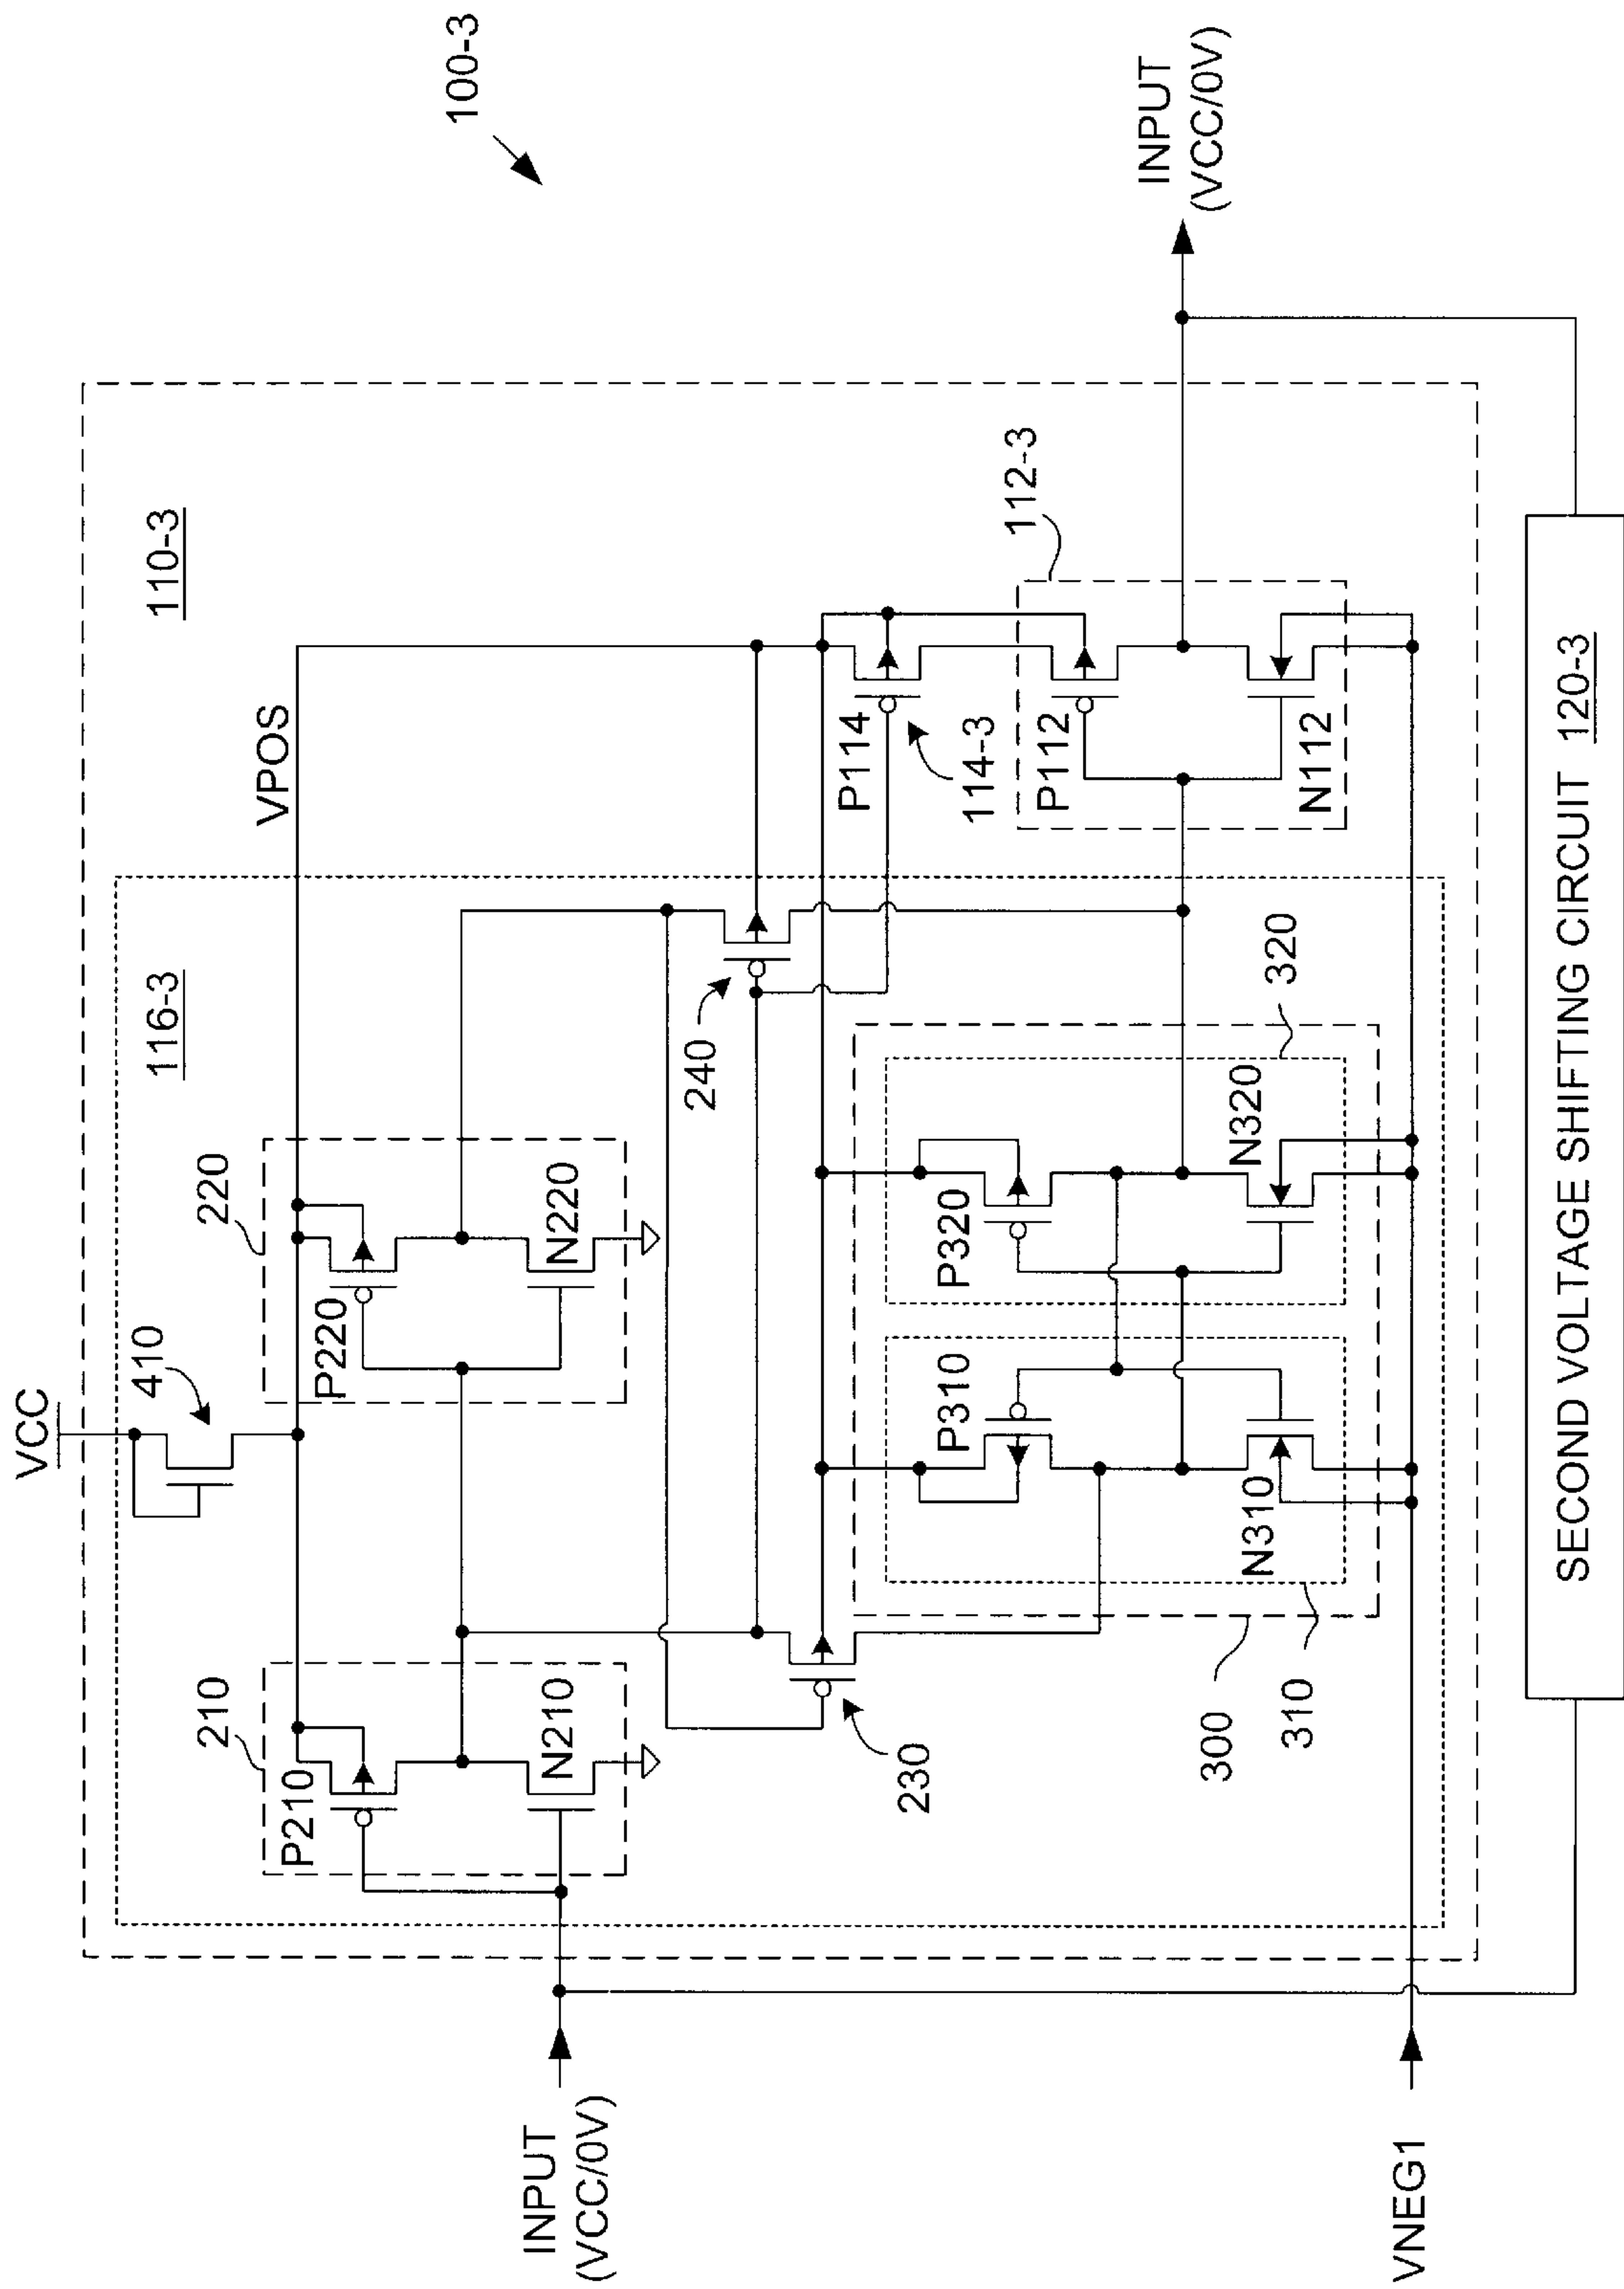 100-3
110-3
116-3
VCC
410
VPOS
210
P210
N210
220
P220
N220
230
240
P114
114-3
112-3
P112
N112
INPUT
(VCC/0V)
INPUT
(VCC/0V)
300
310
P310
N310
320
P320
N320
VNEG1
SECOND VOLTAGE SHIFTING CIRCUIT 120-3